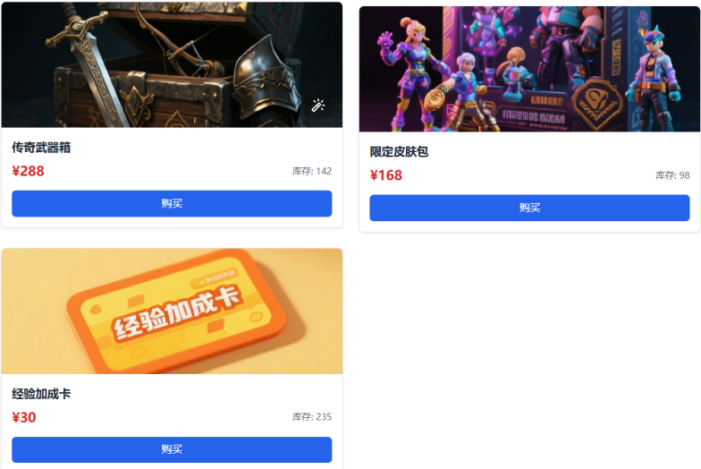 传奇武器箱
¥288
库存: 142
购买
限定皮肤包
¥168
库存: 98
购买
经验加成卡
经验加成卡
¥30
库存: 235
购买